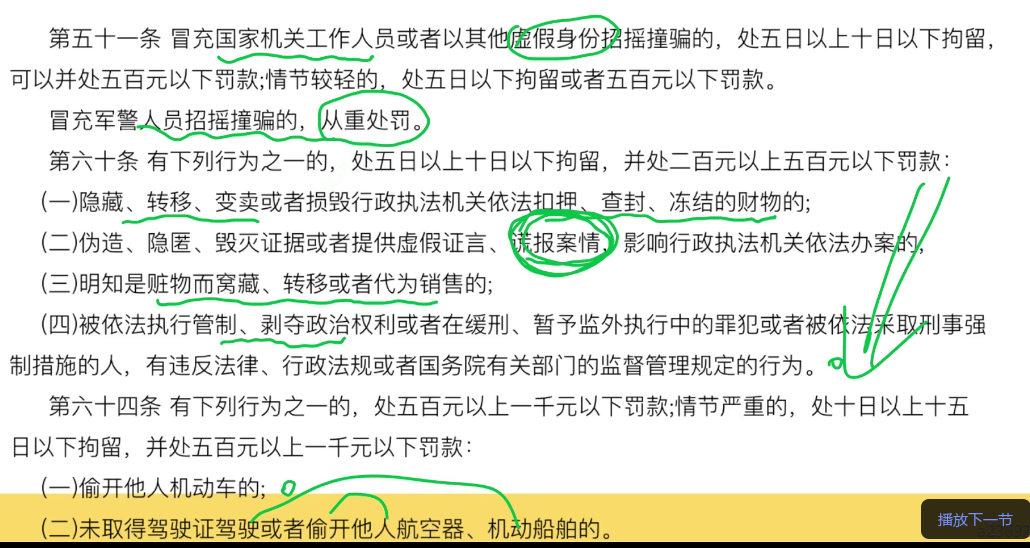 第五十一条 冒充国家机关工作人员或者以其他虚假身份招摇撞骗的，处五日以上十日以下拘留，
可以并处五百元以下罚款;情节较轻的，处五日以下拘留或者五百元以下罚款。
冒充军警人员招摇撞骗的，从重处罚。
第六十条 有下列行为之一的，处五日以上十日以下拘留，并处二百元以上五百元以下罚款：
(一)隐藏、转移、变卖或者损毁行政执法机关依法扣押、查封、冻结的财物的;
(二)伪造、隐匿、毁灭证据或者提供虚假证言、谎报案情，影响行政执法机关依法办案的;
(三)明知是赃物而窝藏、转移或者代为销售的;
(四)被依法执行管制、剥夺政治权利或者在缓刑、暂予监外执行中的罪犯或者被依法采取刑事强
制措施的人，有违反法律、行政法规或者国务院有关部门的监督管理规定的行为。
第六十四条 有下列行为之一的，处五百元以上一千元以下罚款;情节严重的，处十日以上十五
日以下拘留，并处五百元以上一千元以下罚款：
(一)偷开他人机动车的;
(二)未取得驾驶证驾驶或者偷开他人航空器、机动船舶的。
播放下一节